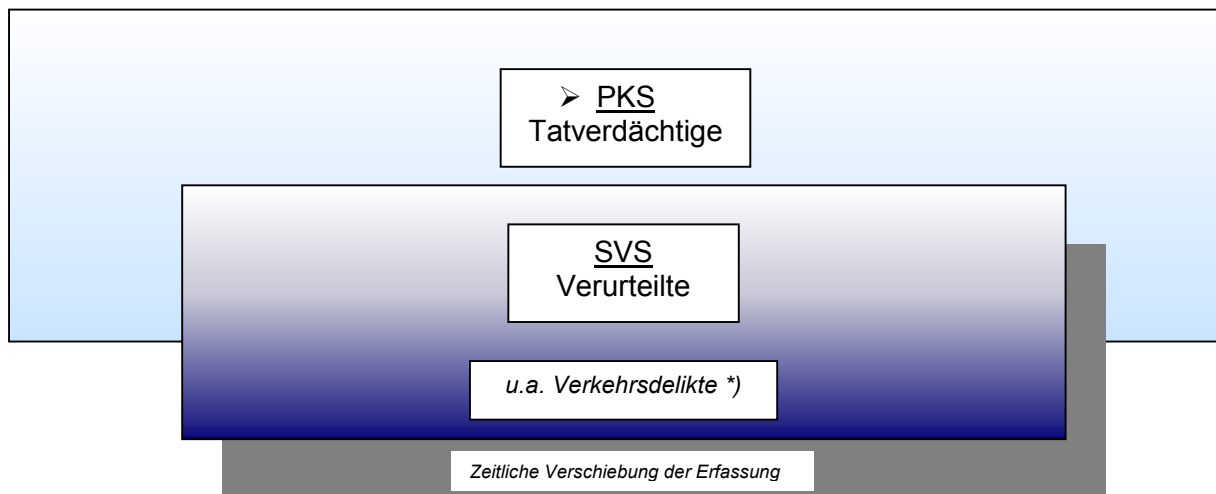 ➢ PKS
Tatverdächtige
SVS
Verurteilte
u.a. Verkehrsdelikte *)
Zeitliche Verschiebung der Erfassung